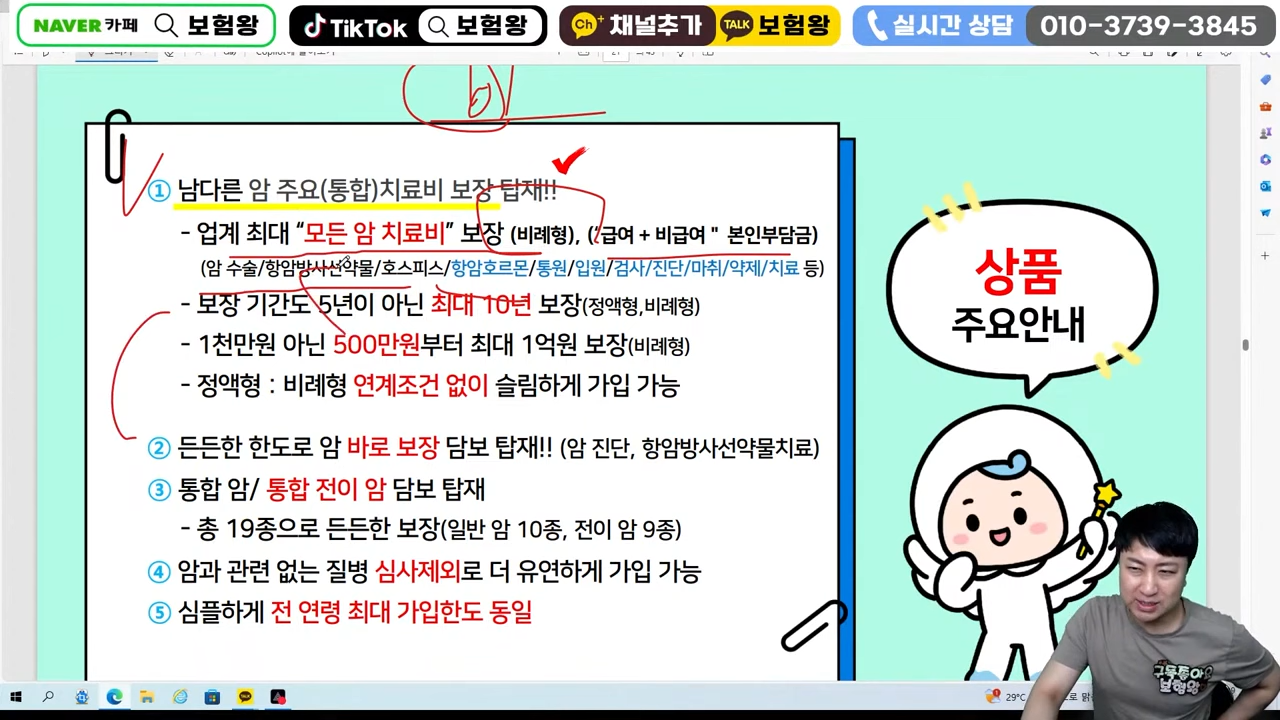 NAVER 카페 보험왕
TikTok 보험왕
Ch+ 채널추가 TALK 보험왕
실시간 상담 010-3739-3845
① 남다른 암 주요(통합)치료비 보장 탑재!!
- 업계 최대 “모든 암 치료비” 보장 (비례형), (“급여 + 비급여 " 본인부담금)
(암 수술/항암방사선약물/호스피스/항암호르몬/통원/입원/검사/진단/마취/약제/치료 등)
- 보장 기간도 5년이 아닌 최대 10년 보장(정액형,비례형)
- 1천만원 아닌 500만원부터 최대 1억원 보장(비례형)
- 정액형 : 비례형 연계조건 없이 슬림하게 가입 가능
② 든든한 한도로 암 바로 보장 담보 탑재!! (암 진단, 항암방사선약물치료)
③ 통합 암/ 통합 전이 암 담보 탑재
- 총 19종으로 든든한 보장(일반 암 10종, 전이 암 9종)
④ 암과 관련 없는 질병 심사제외로 더 유연하게 가입 가능
⑤ 심플하게 전 연령 최대 가입한도 동일
상품
주요안내
구독좋아요
보험왕
29°C